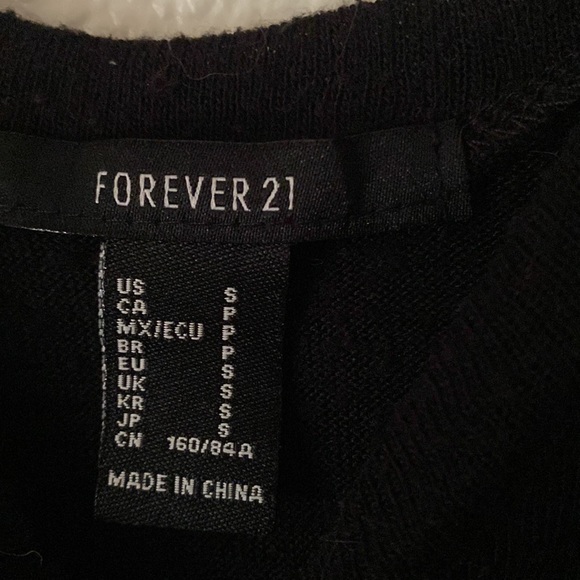 FOREVER 21
US S
CA P
MX/ECU P
BR P
EU S
UK S
KR S
JP S
CN 160/84A
MADE IN CHINA